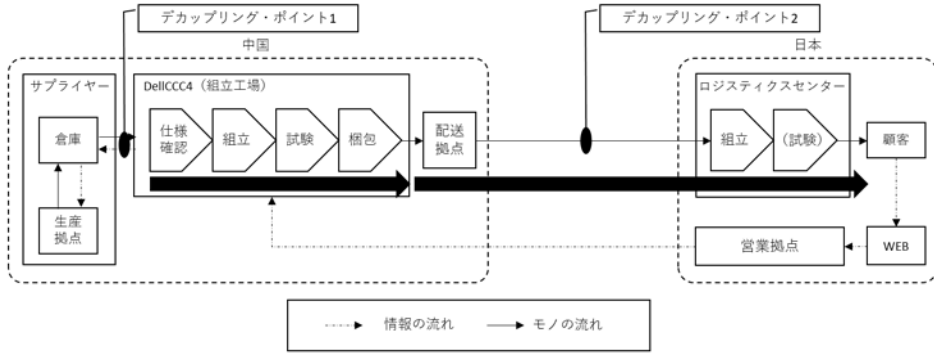 デカップリング・ポイント1
デカップリング・ポイント2
中国
日本
サプライヤー
DellCCC4（組立工場）
ロジスティクスセンター
倉庫
仕様
確認
組立
試験
梱包
配送
拠点
組立
(試験)
顧客
生産
拠点
営業拠点
WEB
情報の流れ
モノの流れ